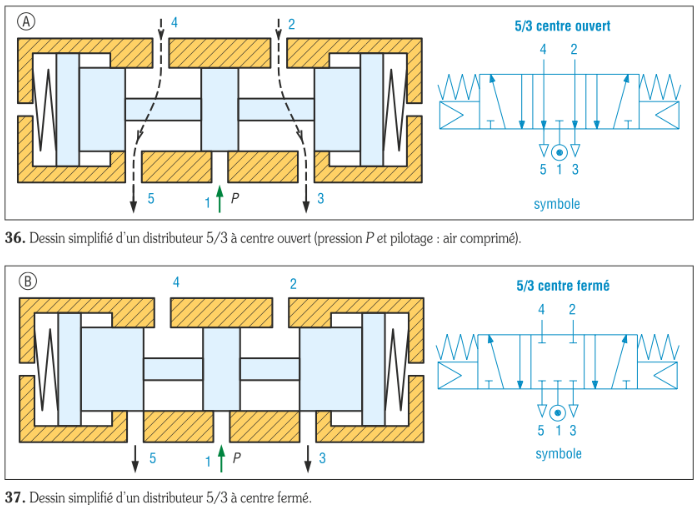 A
4
2
5
1
P
3
5/3 centre ouvert
4 2
5 1 3
symbole
36. Dessin simplifié d'un distributeur 5/3 à centre ouvert (pression P et pilotage : air comprimé).
B
4
2
5
1
P
3
5/3 centre fermé
4 2
5 1 3
symbole
37. Dessin simplifié d'un distributeur 5/3 à centre fermé.